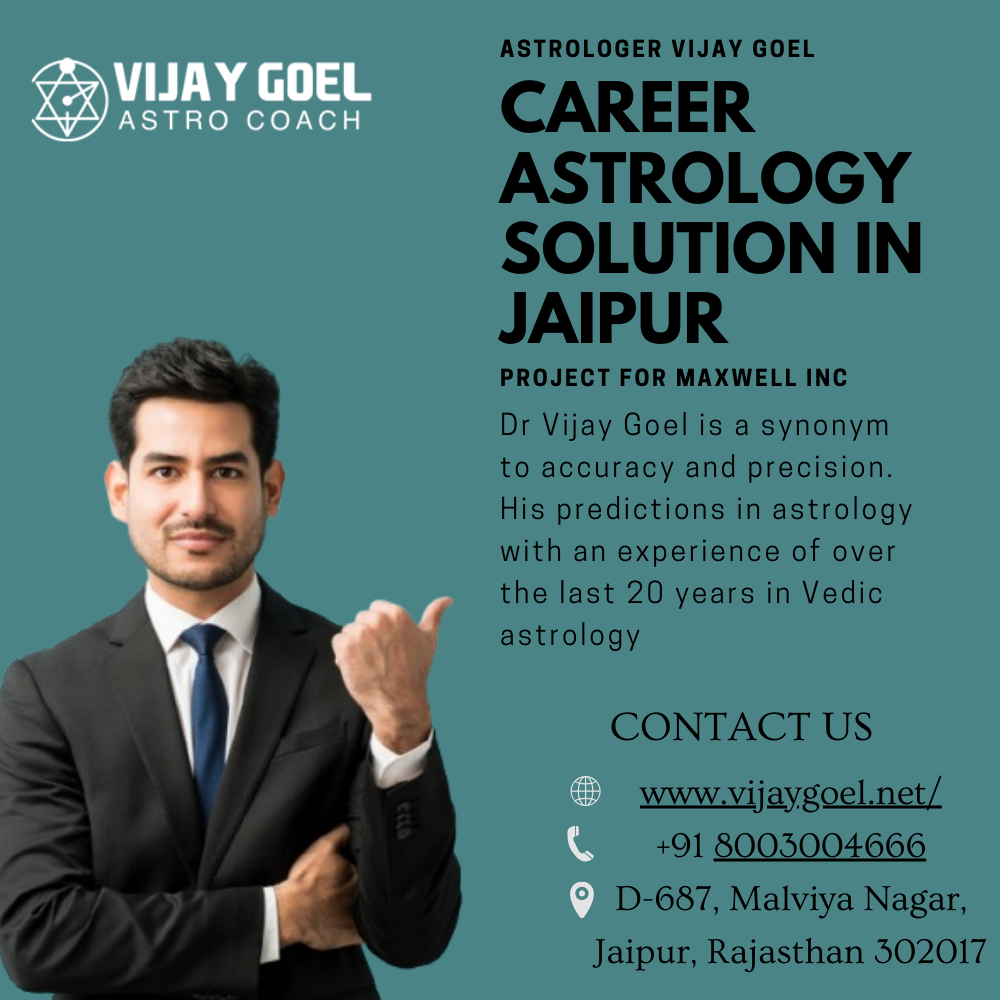 VIJAY GOEL
ASTRO COACH
ASTROLOGER VIJAY GOEL
CAREER
ASTROLOGY
SOLUTION IN
JAIPUR
PROJECT FOR MAXWELL INC
Dr Vijay Goel is a synonym
to accuracy and precision.
His predictions in astrology
with an experience of over
the last 20 years in Vedic
astrology
CONTACT US
www.vijaygoel.net/
+91 8003004666
D-687, Malviya Nagar,
Jaipur, Rajasthan 302017